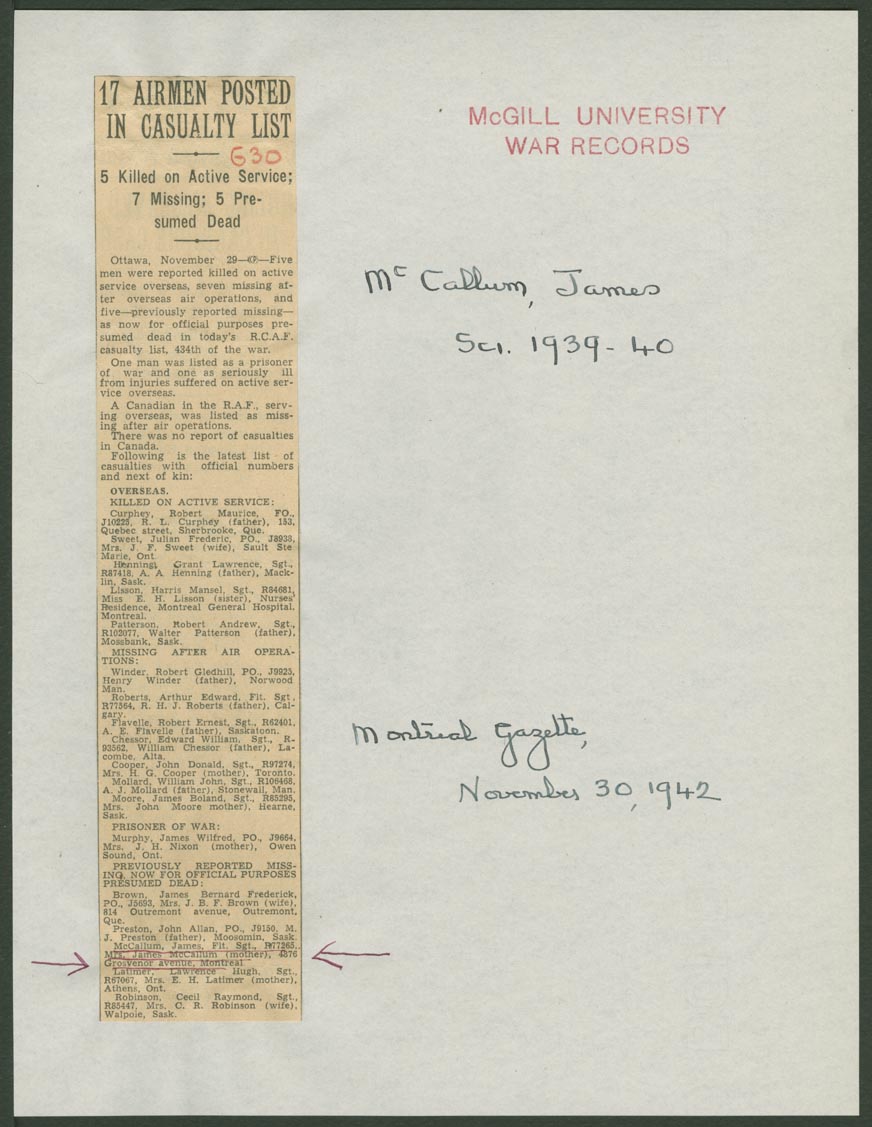 17 AIRMEN POSTED
IN CASUALTY LIST
630
5 Killed on Active Service;
7 Missing; 5 Pre-
sumed Dead
Ottawa, November 29—(CP)—Five
men were reported killed on active
service overseas, seven missing af-
ter overseas air operations, and
five—previously reported missing—
as now for official purposes pre-
sumed dead in today's R.C.A.F.
casualty list, 434th of the war.
One man was listed as a prisoner
of war and one as seriously ill
from injuries suffered on active ser-
vice overseas.
A Canadian in the R.A.F., serv-
ing overseas, was listed as miss-
ing after air operations.
There was no report of casualties
in Canada.
Following is the latest list of
casualties with official numbers
and next of kin:
OVERSEAS.
KILLED ON ACTIVE SERVICE:
Curphey, Robert Maurice, FO.,
J10225, R. L. Curphey (father), 153,
Quebec street, Sherbrooke, Que.
Sweet, Julian Frederic, PO., J8938,
Mrs. J. F. Sweet (wife), Sault Ste
Marie, Ont.
Henning, Grant Lawrence, Sgt.,
R87418, A. A. Henning (father), Mack-
lin, Sask.
Lisson, Harris Mansel, Sgt., R84681,
Miss E. H. Lisson (sister), Nurses'
Residence, Montreal General Hospital,
Montreal.
Patterson, Robert Andrew, Sgt.,
R102077, Walter Patterson (father),
Mossbank, Sask.
MISSING AFTER AIR OPERA-
TIONS:
Winder, Robert Gledhill, PO., J9925,
Henry Winder (father), Norwood
Man.
Roberts, Arthur Edward, Flt. Sgt.,
R77564, R. H. J. Roberts (father), Cal-
gary.
Flavelle, Robert Ernest, Sgt., R62401,
A. E. Flavelle (father), Saskatoon.
Chessor, Edward William, Sgt., R-
93562, William Chessor (father), La-
combe, Alta.
Cooper, John Donald, Sgt., R97274,
Mrs. H. G. Cooper (mother), Toronto.
Mollard, William John, Sgt., R106468,
A. J. Mollard (father), Stonewall, Man.
Moore, James Boland, Sgt., R85295,
Mrs. John Moore mother), Hearne,
Sask.
PRISONER OF WAR:
Murphy, James Wilfred, PO., J9664,
Mrs. J. H. Nixon (mother), Owen
Sound, Ont.
PREVIOUSLY REPORTED MISS-
ING, NOW FOR OFFICIAL PURPOSES
PRESUMED DEAD:
Brown, James Bernard Frederick,
PO., J5693, Mrs. J. B. F. Brown (wife),
814 Outremont avenue, Outremont,
Que.
Preston, John Allan, PO., J9150, M.
J. Preston (father), Moosomin, Sask.
McCallum, James, Flt. Sgt., R77265,
Mrs. James McCallum (mother), 4876
Grosvenor avenue, Montreal
Latimer, Lawrence Hugh, Sgt.,
R67067, Mrs. E. H. Latimer (mother),
Athens, Ont.
Robinson, Cecil Raymond, Sgt.,
R85447, Mrs. C. R. Robinson (wife),
Walpole, Sask.
McGILL UNIVERSITY
WAR RECORDS
McCallum, James
Sci. 1939-40
Montreal Gazette,
November 30, 1942